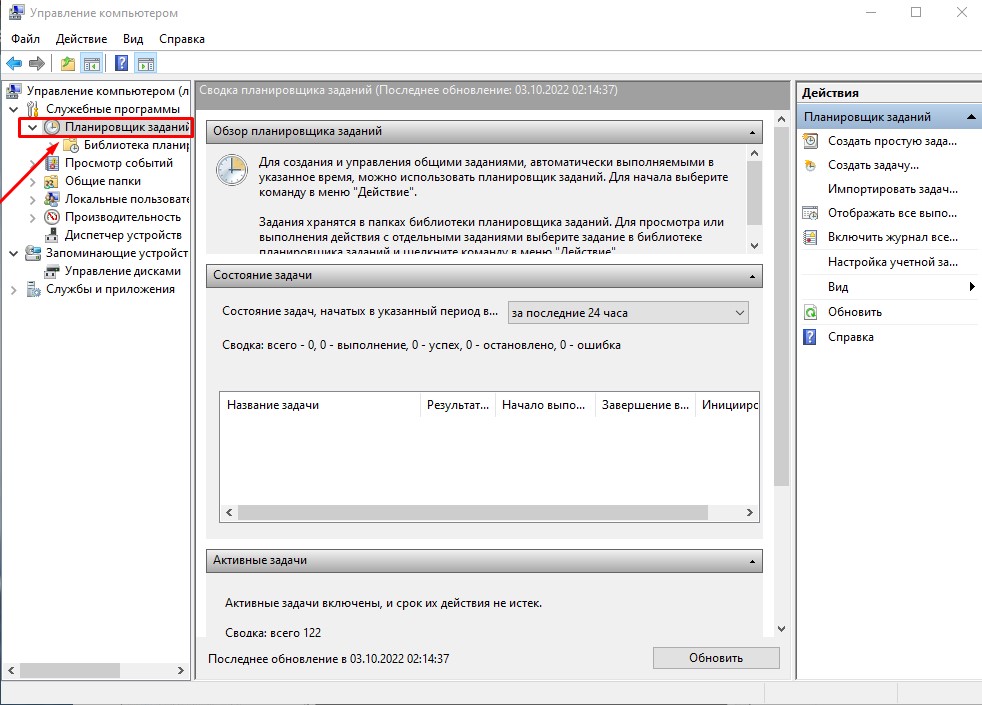 Управление компьютером
Файл Действие Вид Справка
Управление компьютером (л
Служебные программы
Планировщик заданий
Библиотека плани
Просмотр событий
Общие папки
Локальные пользовате
Производительность
Диспетчер устройств
Запоминающие устройст
Управление дисками
Службы и приложения
Сводка планировщика заданий (Последнее обновление: 03.10.2022 02:14:37)
Обзор планировщика заданий
Для создания и управления общими заданиями, автоматически выполняемыми в
указанное время, можно использовать планировщик заданий. Для начала выберите
команду в меню "Действие".
Задания хранятся в папках библиотеки планировщика заданий. Для просмотра или
выполнения действия с отдельными заданиями выберите задание в библиотеке
планировщика заданий и щелкните команду в меню "Действие"
Состояние задачи
Состояние задач, начатых в указанный период в... за последние 24 часа
Сводка: всего - 0, 0 - выполнение, 0 - успех, 0 - остановлено, 0 - ошибка
Название задачи Результат... Начало выпо... Завершение в... Иницииро
Активные задачи
Активные задачи включены, и срок их действия не истек.
Сводка: всего 122
Последнее обновление в 03.10.2022 02:14:37 Обновить
Действия
Планировщик заданий
Создать простую зада...
Создать задачу...
Импортировать задач...
Отображать все выпо...
Включить журнал все...
Настройка учетной за...
Вид
Обновить
Справка